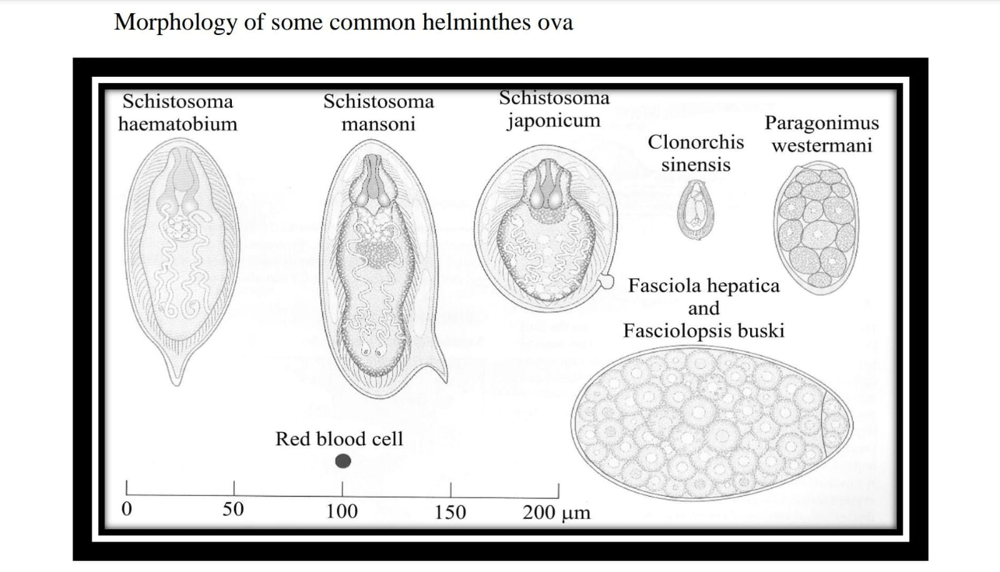 Morphology of some common helminthes ova
Schistosoma
haematobium
Schistosoma
mansoni
Schistosoma
japonicum
Clonorchis
sinensis
Paragonimus
westermani
Fasciola hepatica
and
Fasciolopsis buski
Red blood cell
0
50
100
150
200 μm